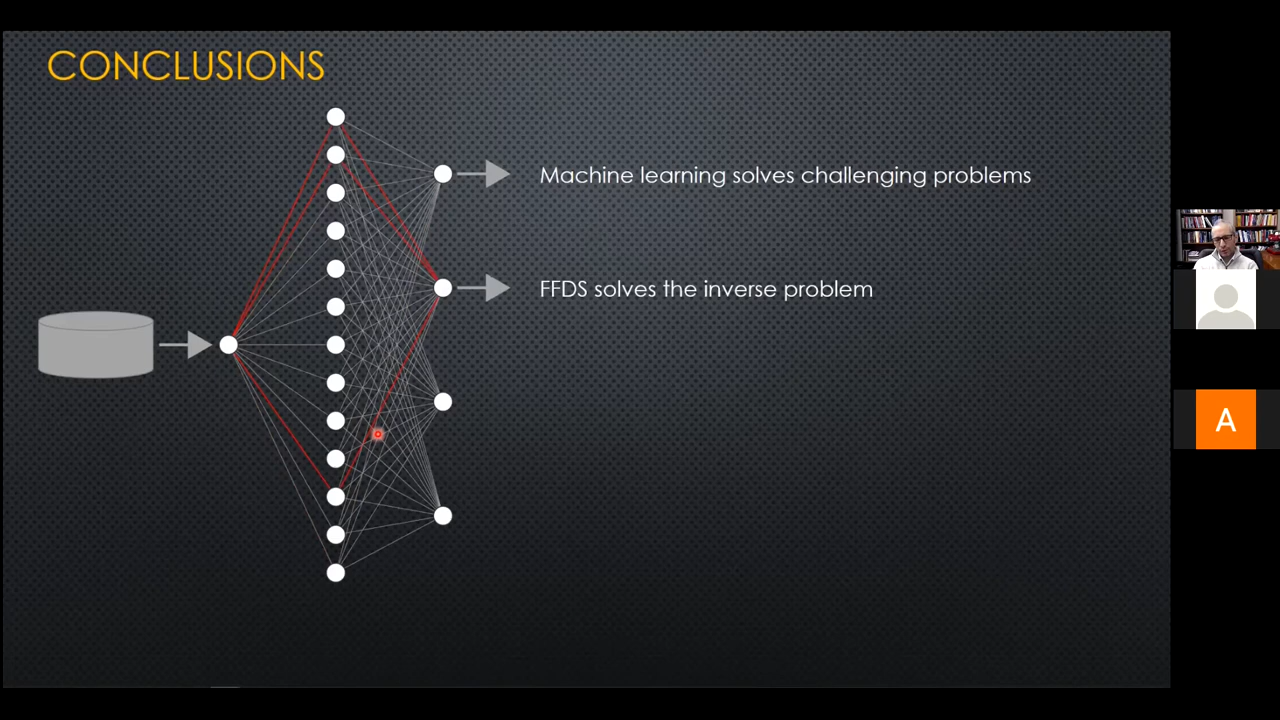 CONCLUSIONS
Machine learning solves challenging problems
FFDS solves the inverse problem
A